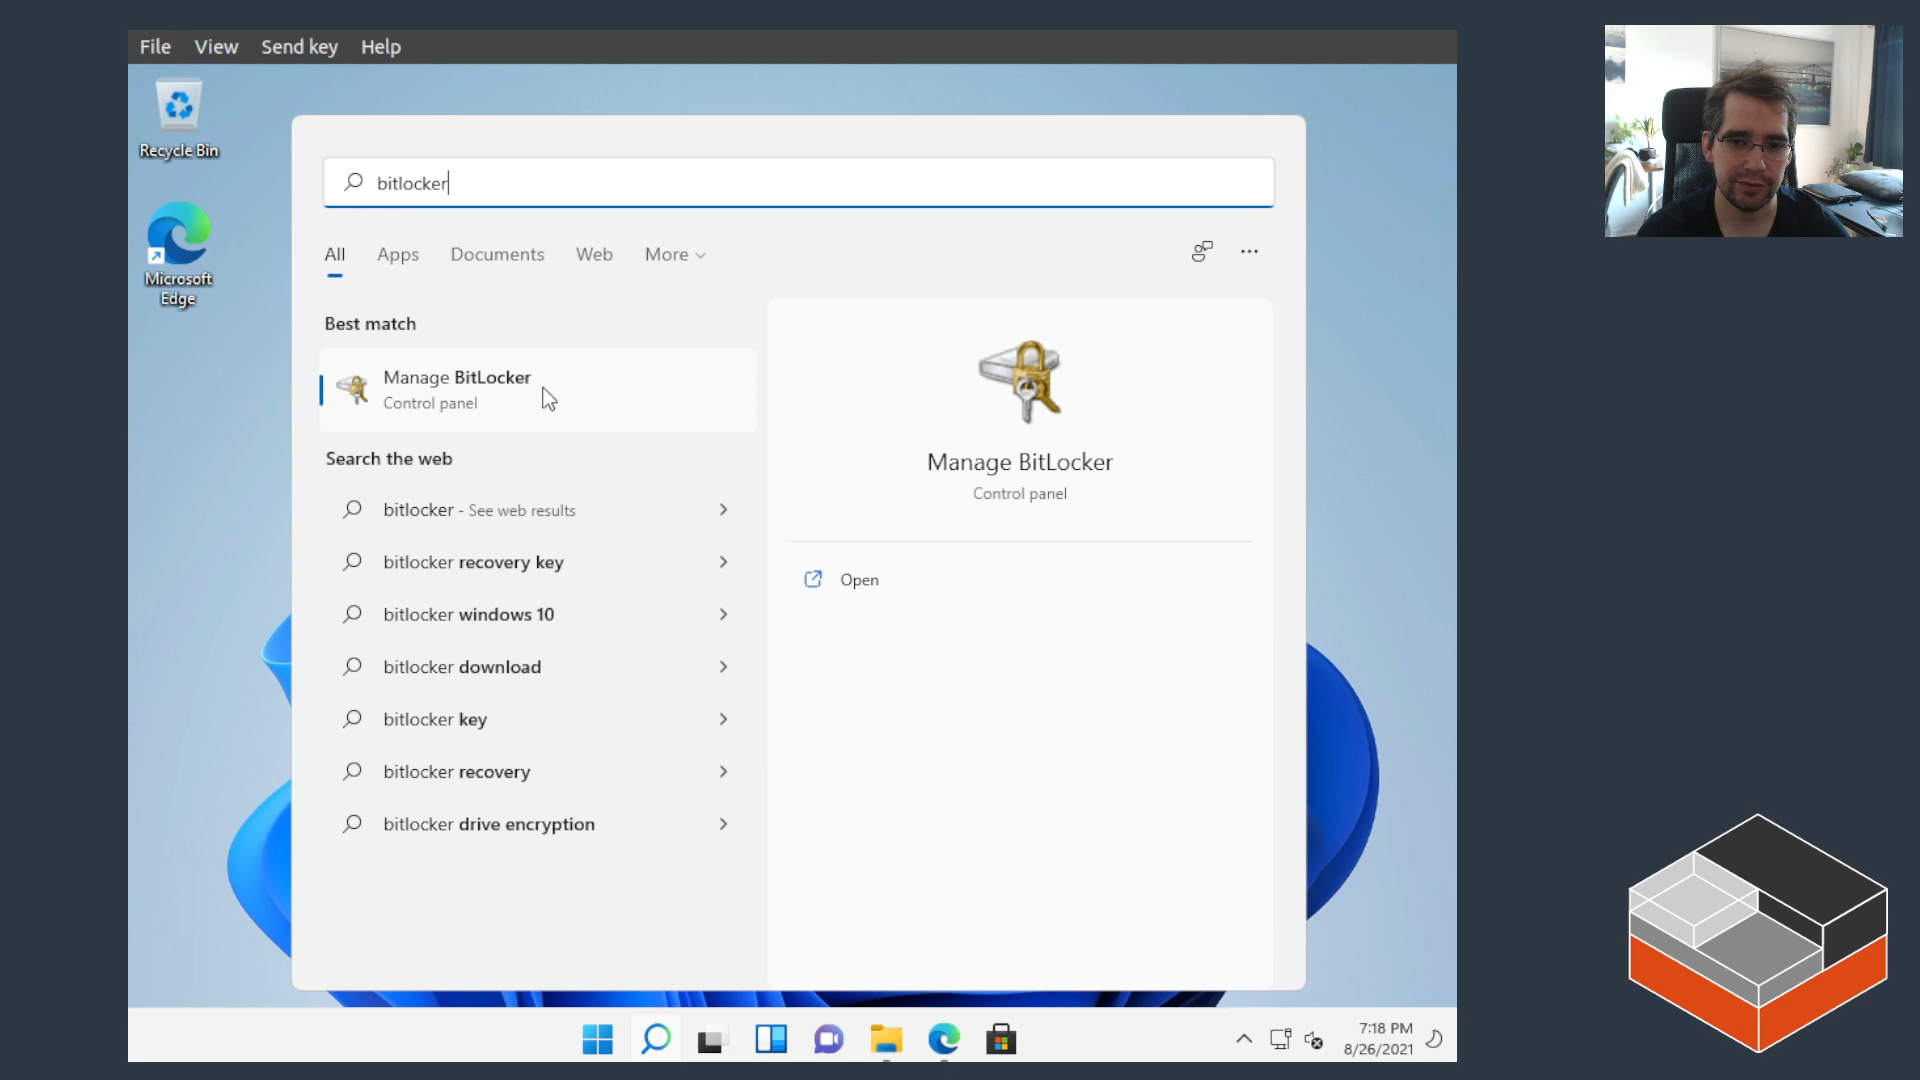 File View Send key Help
Recycle Bin
Microsoft
Edge
bitlocker
All Apps Documents Web More
Best match
Manage BitLocker
Control panel
Search the web
bitlocker - See web results
bitlocker recovery key
bitlocker windows 10
bitlocker download
bitlocker key
bitlocker recovery
bitlocker drive encryption
Manage BitLocker
Control panel
Open
7:18 PM
8/26/2021